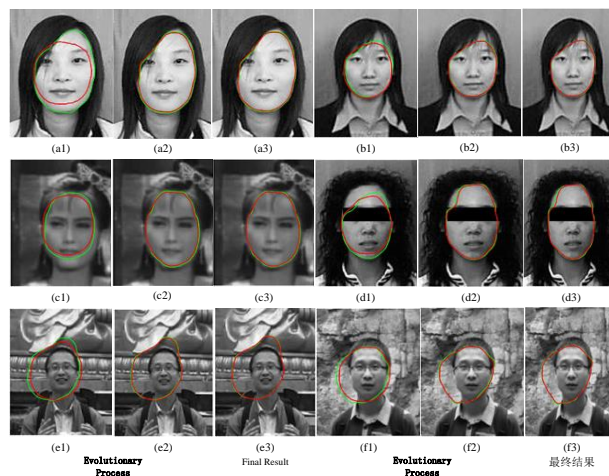 (a1) (a2) (a3) (b1) (b2) (b3)
(c1) (c2) (c3) (d1) (d2) (d3)
(e1) (e2) (e3) (f1) (f2) (f3)
Evolutionary Process Final Result Evolutionary Process 最终结果